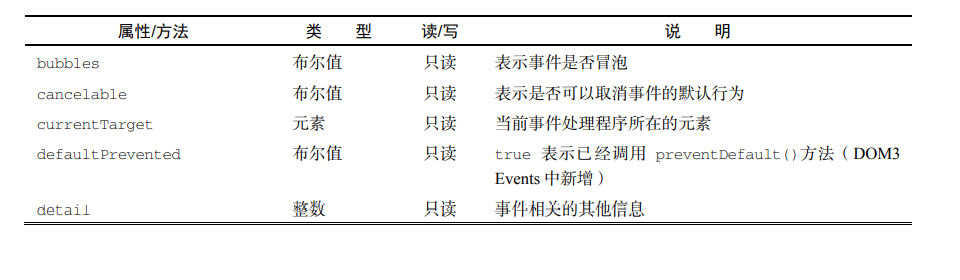 属性/方法 类 型 读/写 说 明
bubbles 布尔值 只读 表示事件是否冒泡
cancelable 布尔值 只读 表示是否可以取消事件的默认行为
currentTarget 元素 只读 当前事件处理程序所在的元素
defaultPrevented 布尔值 只读 true 表示已经调用 preventDefault()方法（DOM3
Events 中新增）
detail 整数 只读 事件相关的其他信息